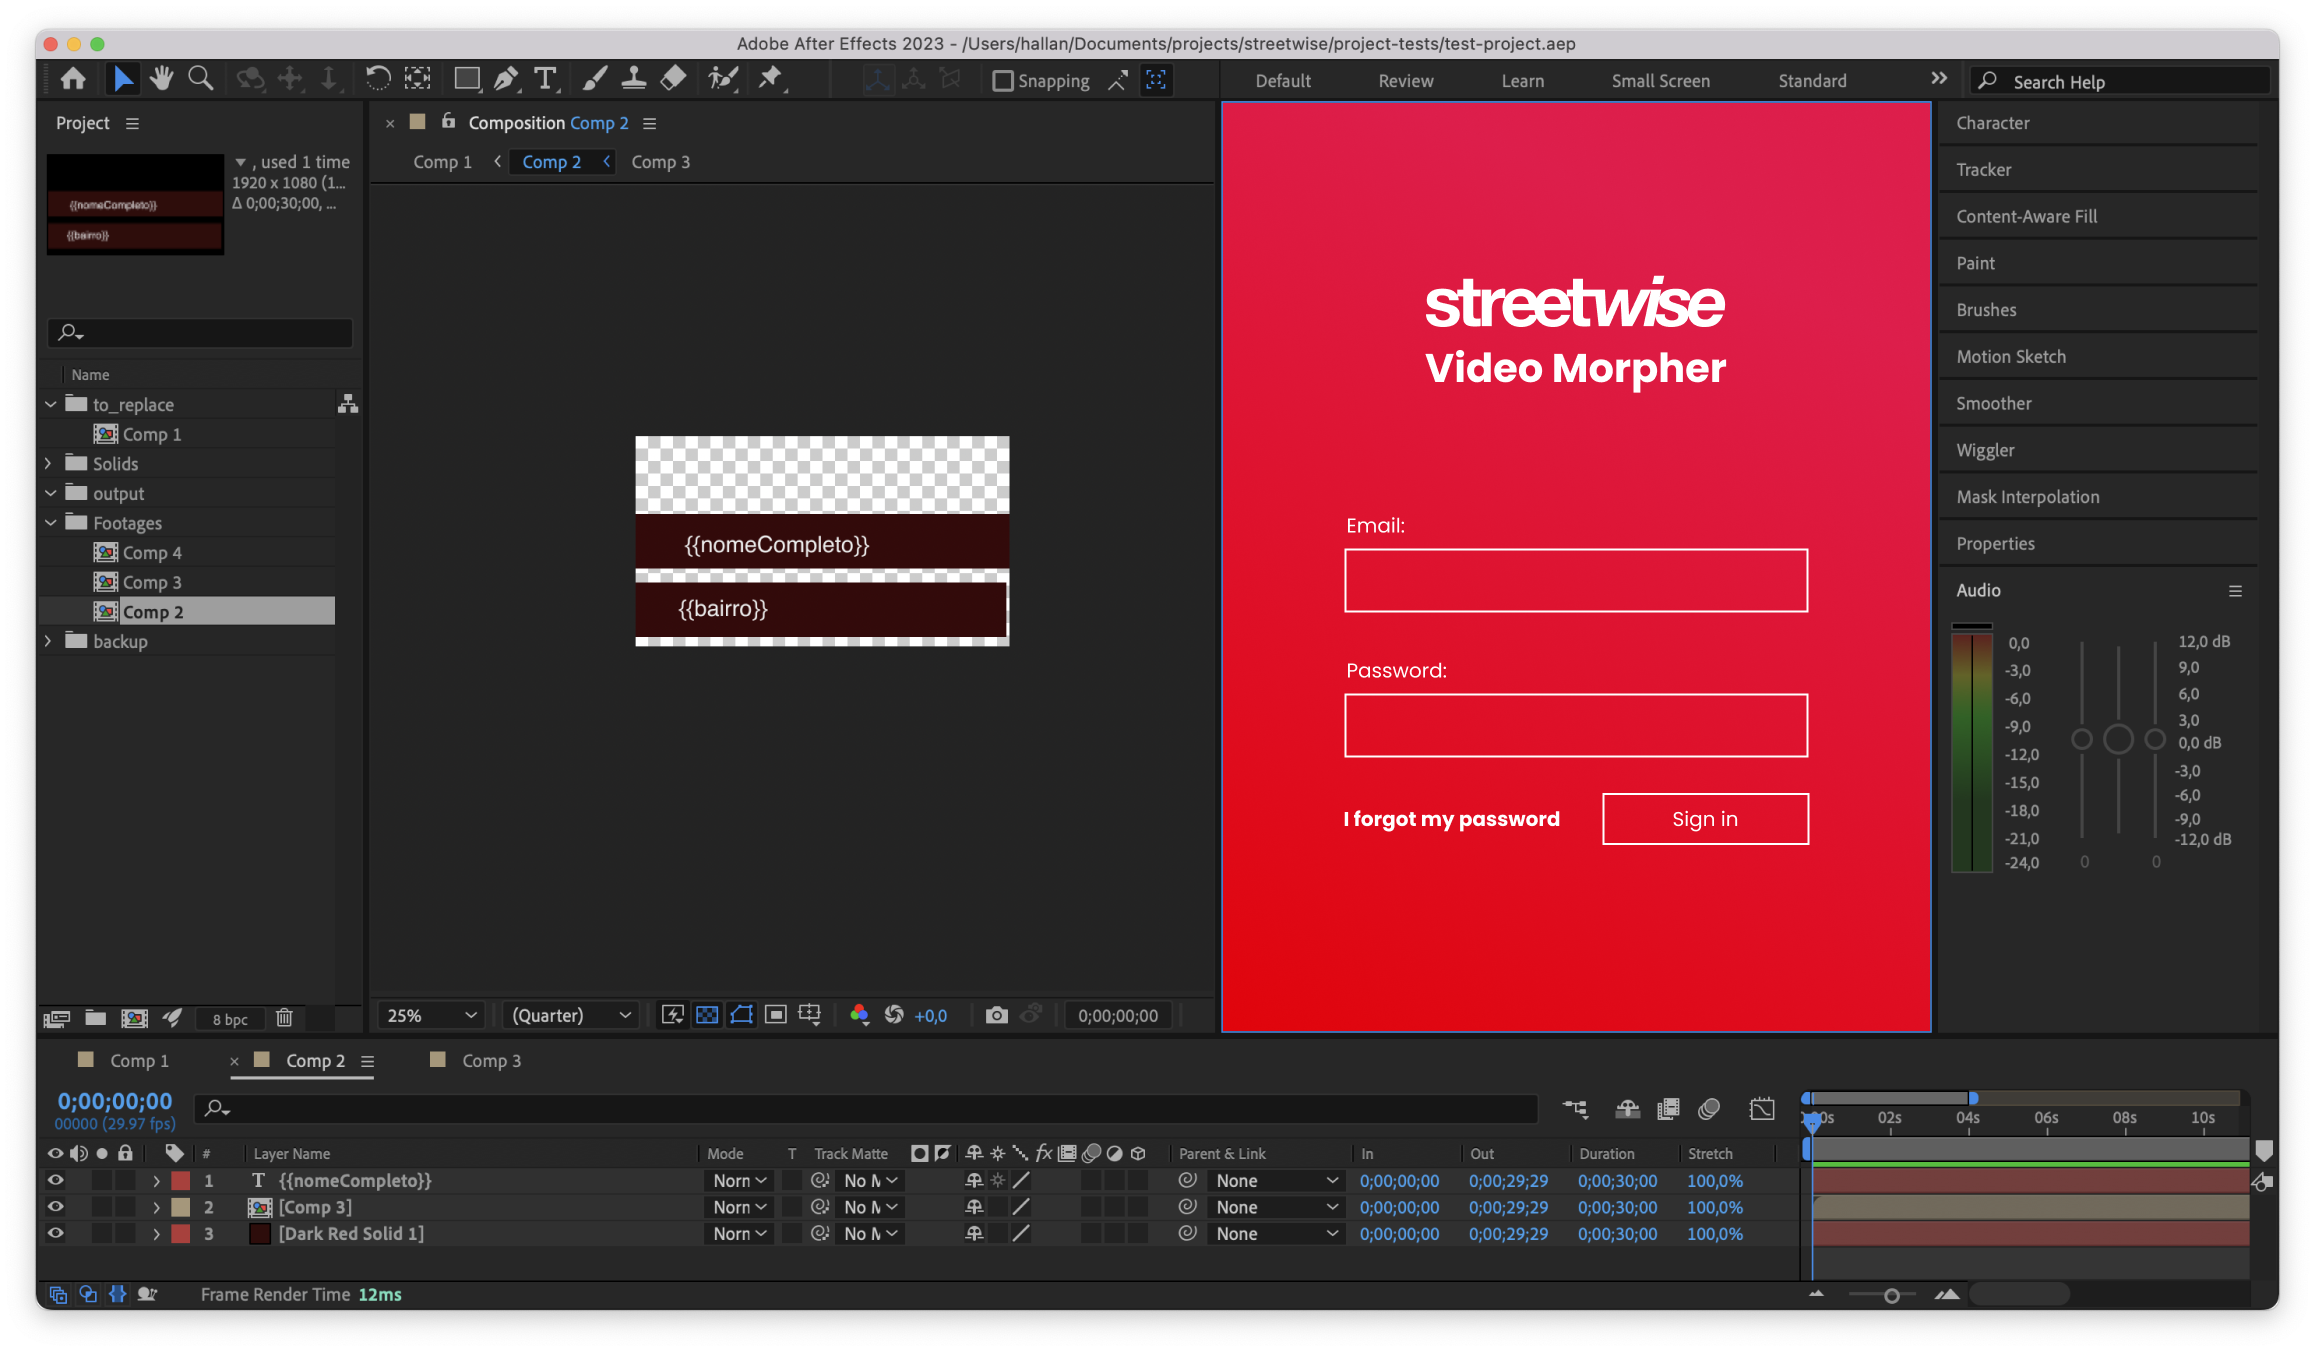 Adobe After Effects 2023 - /Users/hallan/Documents/projects/streetwise/project-tests/test-project.aep
Snapping
Default Review Learn Small Screen Standard
Search Help
Project
, used 1 time
1920 x 1080 (1...
Δ 0;00;30;00, ...
{{nomeCompleto}}
{{bairro}}
Name
to_replace
Comp 1
Solids
output
Footages
Comp 4
Comp 3
Comp 2
backup
8 bpc
Composition Comp 2
Comp 1 Comp 2 Comp 3
{{nomeCompleto}}
{{bairro}}
25% (Quarter) +0,0 0;00;00;00
streetwise
Video Morpher
Email:
Password:
I forgot my password
Sign in
Character
Tracker
Content-Aware Fill
Paint
Brushes
Motion Sketch
Smoother
Wiggler
Mask Interpolation
Properties
Audio
0,0
-3,0
-6,0
-9,0
-12,0
-15,0
-18,0
-21,0
-24,0
12,0 dB
9,0
6,0
3,0
0,0 dB
-3,0
-6,0
-9,0
-12,0 dB
0 0
Comp 1 Comp 2 Comp 3
0;00;00;00
00000 (29.97 fps)
02s 04s 06s 08s 10s
# Layer Name Mode T Track Matte fx Parent & Link In Out Duration Stretch
1 T {{nomeCompleto}} Norn No M None 0;00;00;00 0;00;29;29 0;00;30;00 100,0%
2 [Comp 3] Norn No M None 0;00;00;00 0;00;29;29 0;00;30;00 100,0%
3 [Dark Red Solid 1] Norn No M None 0;00;00;00 0;00;29;29 0;00;30;00 100,0%
Frame Render Time 12ms